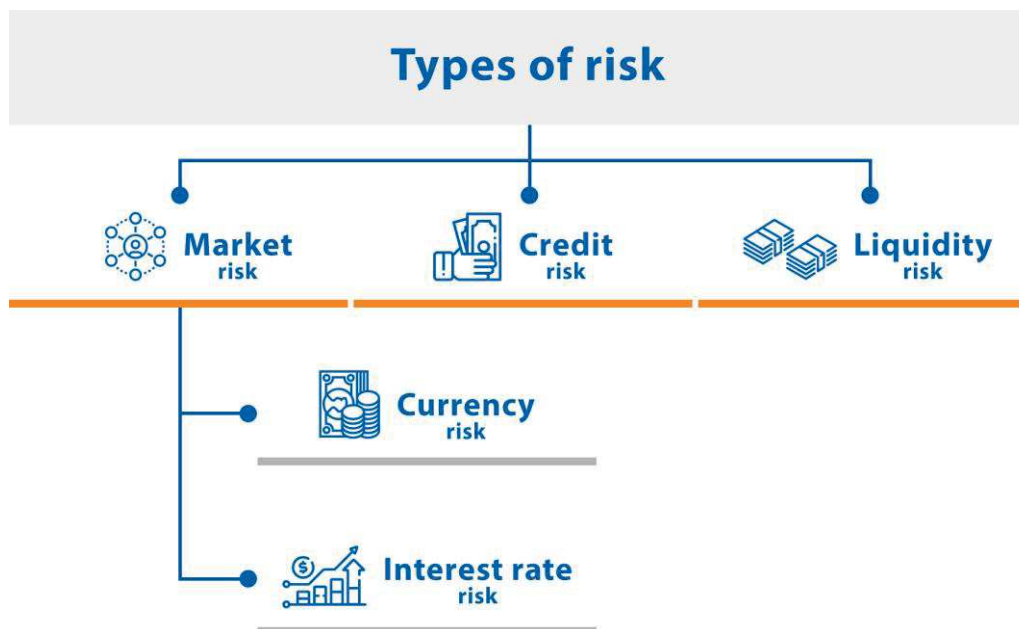 Types of risk
Market
risk
Credit
risk
Liquidity
risk
Currency
risk
$
Interest rate
risk